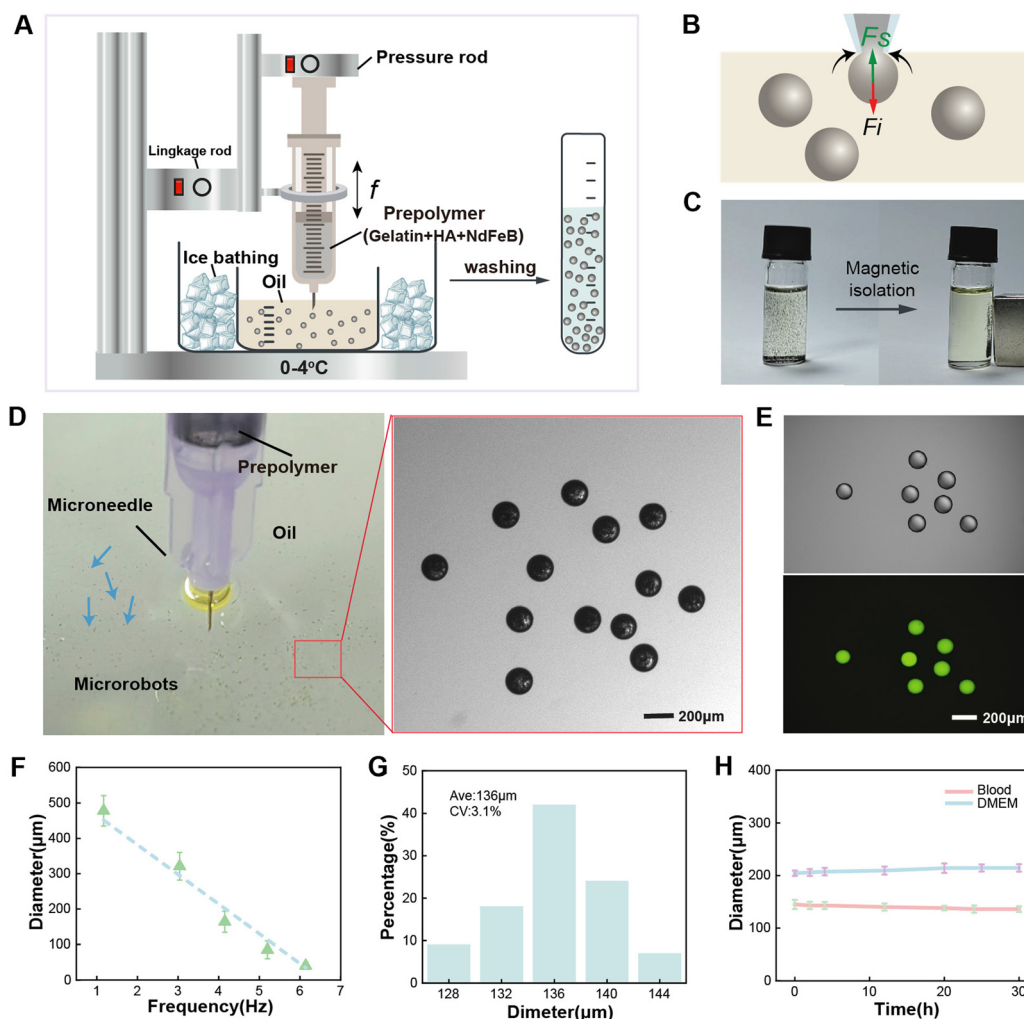 A
Pressure rod
Lingkage rod
f
Prepolymer
(Gelatin+HA+NdFeB)
Ice bathing
Oil
washing
0-4°C
B
Fs
Fi
C
Magnetic
isolation
D
Prepolymer
Microneedle
Oil
Microrobots
200μm
E
200μm
F
600
500
400
300
200
100
0
1 2 3 4 5 6 7
Diameter(μm)
Frequency(Hz)
G
Ave:136μm
CV:3.1%
50
40
30
20
10
0
128 132 136 140 144
Percentage(%)
Dimeter(μm)
H
Blood
DMEM
400
300
200
100
0
0 10 20 30
Diameter(μm)
Time(h)